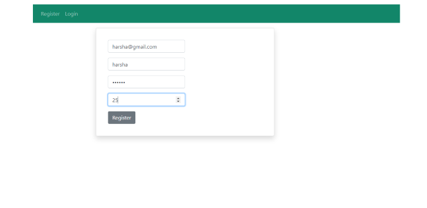 Register Login
harsha@gmail.com
harsha
••••••
25
Register